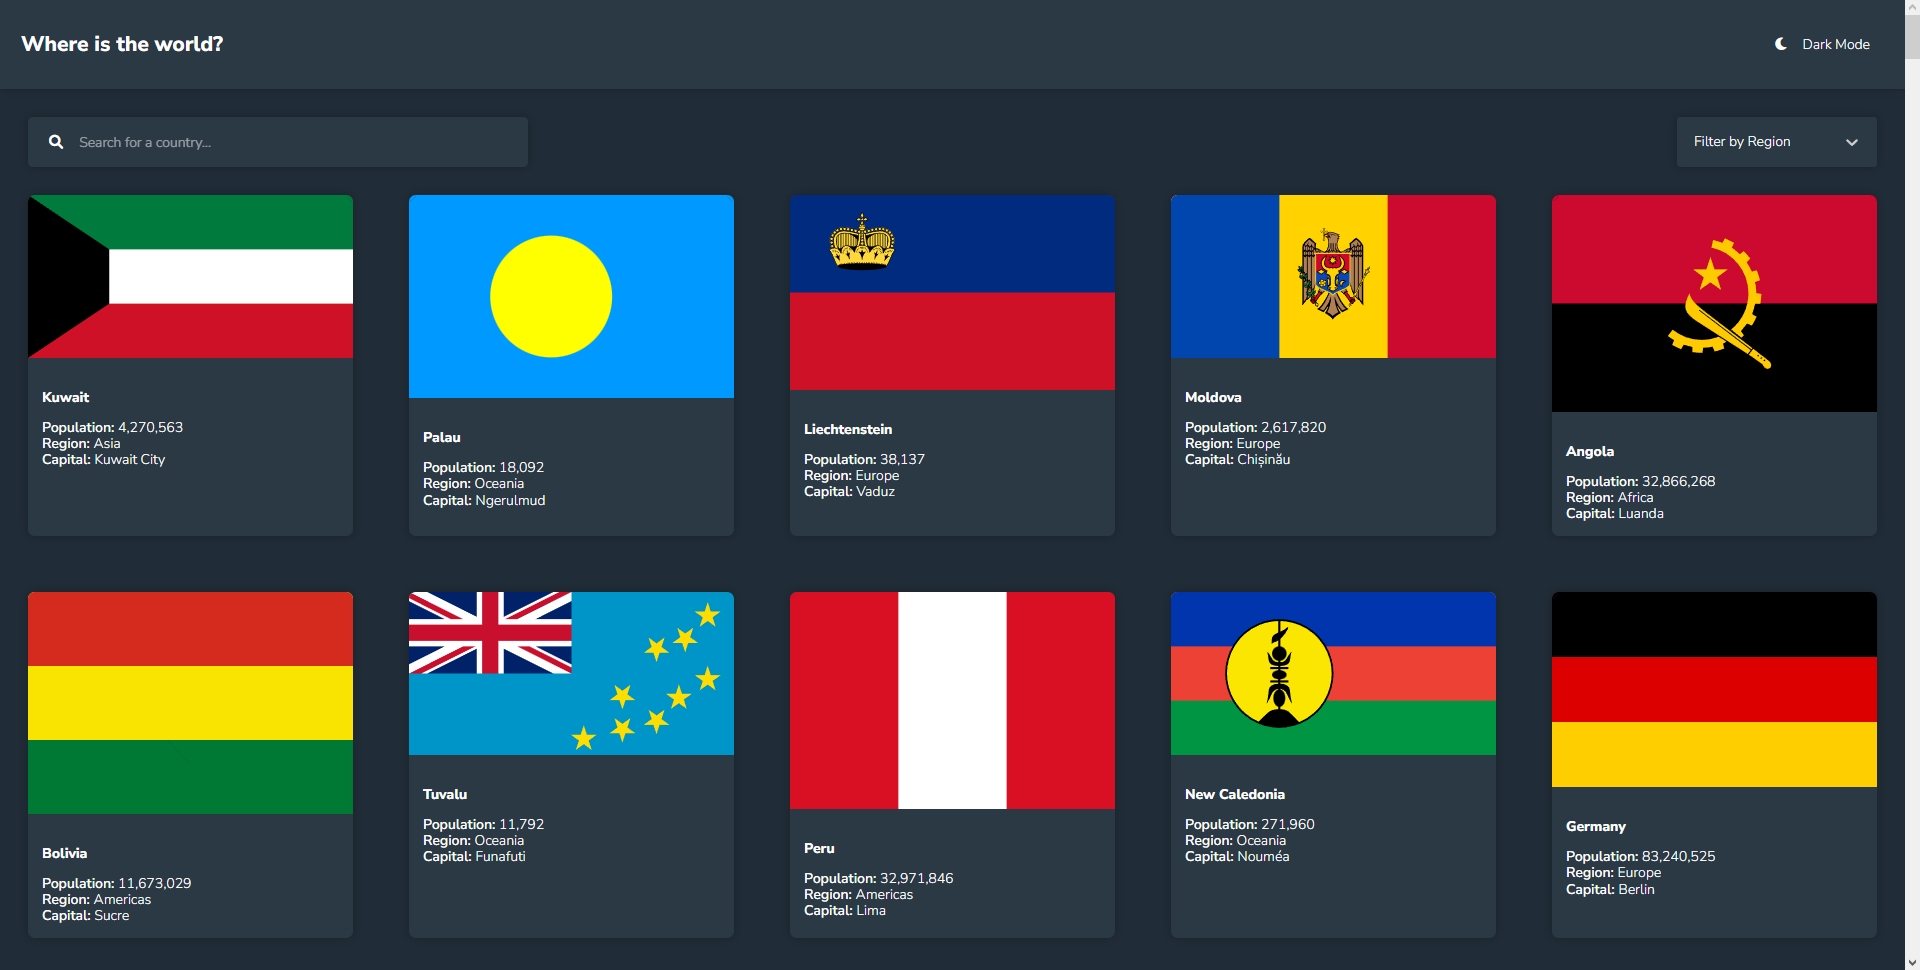 Where is the world?
Dark Mode
Search for a country...
Filter by Region
Kuwait
Population: 4,270,563
Region: Asia
Capital: Kuwait City
Palau
Population: 18,092
Region: Oceania
Capital: Ngerulmud
Liechtenstein
Population: 38,137
Region: Europe
Capital: Vaduz
Moldova
Population: 2,617,820
Region: Europe
Capital: Chișinău
Angola
Population: 32,866,268
Region: Africa
Capital: Luanda
Bolivia
Population: 11,673,029
Region: Americas
Capital: Sucre
Tuvalu
Population: 11,792
Region: Oceania
Capital: Funafuti
Peru
Population: 32,971,846
Region: Americas
Capital: Lima
New Caledonia
Population: 271,960
Region: Oceania
Capital: Nouméa
Germany
Population: 83,240,525
Region: Europe
Capital: Berlin